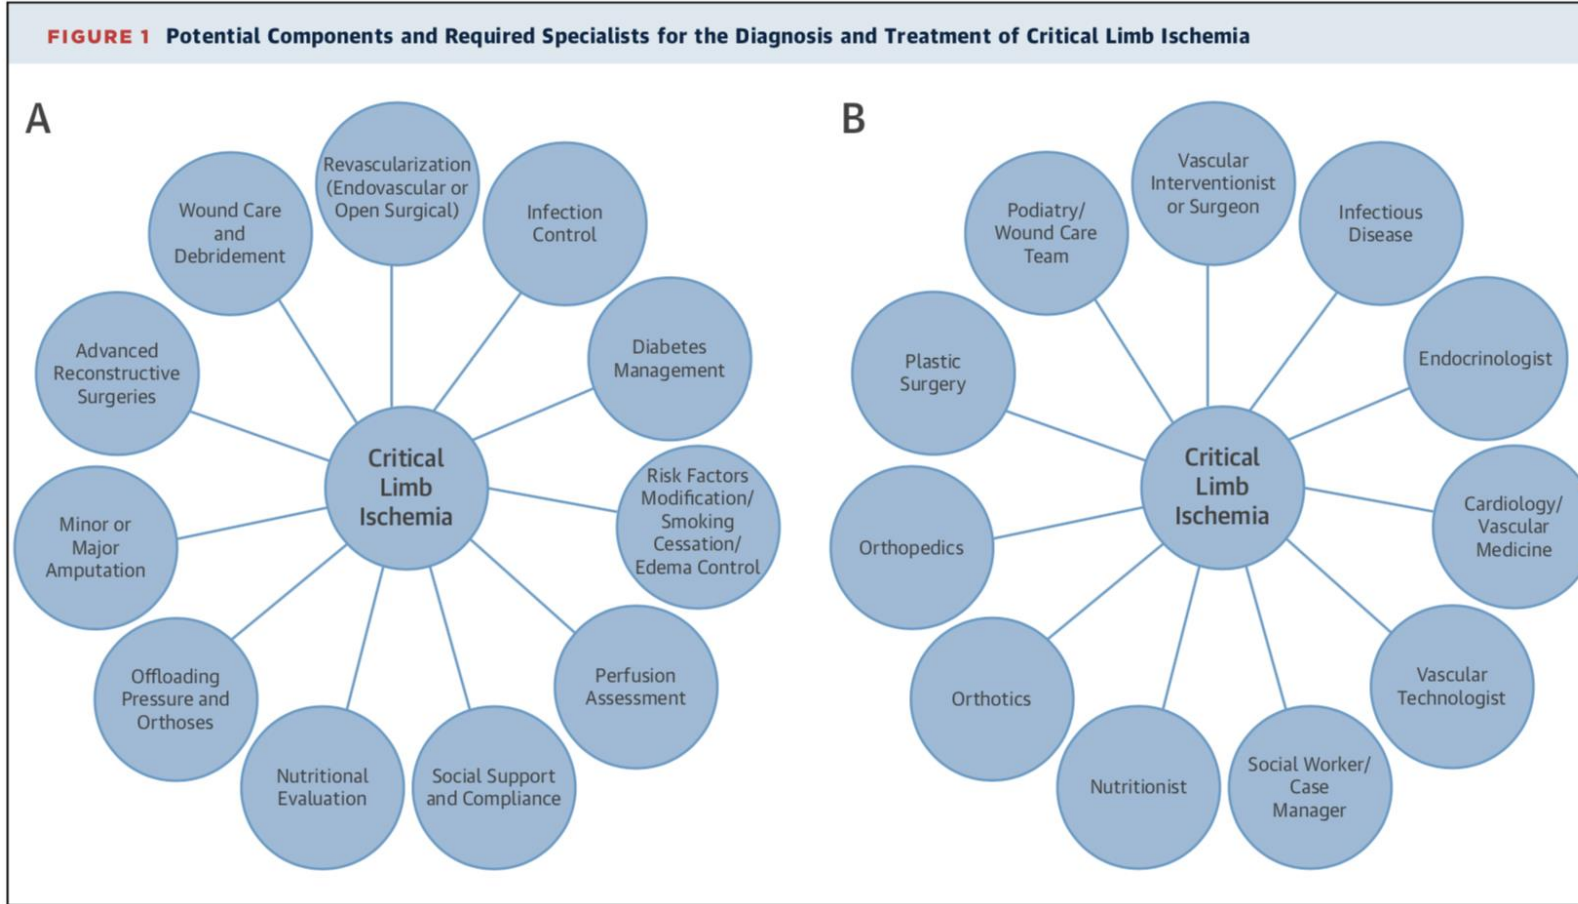 FIGURE 1 Potential Components and Required Specialists for the Diagnosis and Treatment of Critical Limb Ischemia
A
Revascularization
(Endovascular or
Open Surgical)
Infection
Control
Diabetes
Management
Risk Factors
Modification/
Smoking
Cessation/
Edema Control
Perfusion
Assessment
Social Support
and Compliance
Nutritional
Evaluation
Offloading
Pressure and
Orthoses
Minor or
Major
Amputation
Advanced
Reconstructive
Surgeries
Wound Care
and
Debridement
Critical
Limb
Ischemia
B
Vascular
Interventionist
or Surgeon
Infectious
Disease
Endocrinologist
Cardiology/
Vascular
Medicine
Vascular
Technologist
Social Worker/
Case
Manager
Nutritionist
Orthotics
Orthopedics
Plastic
Surgery
Podiatry/
Wound Care
Team
Critical
Limb
Ischemia